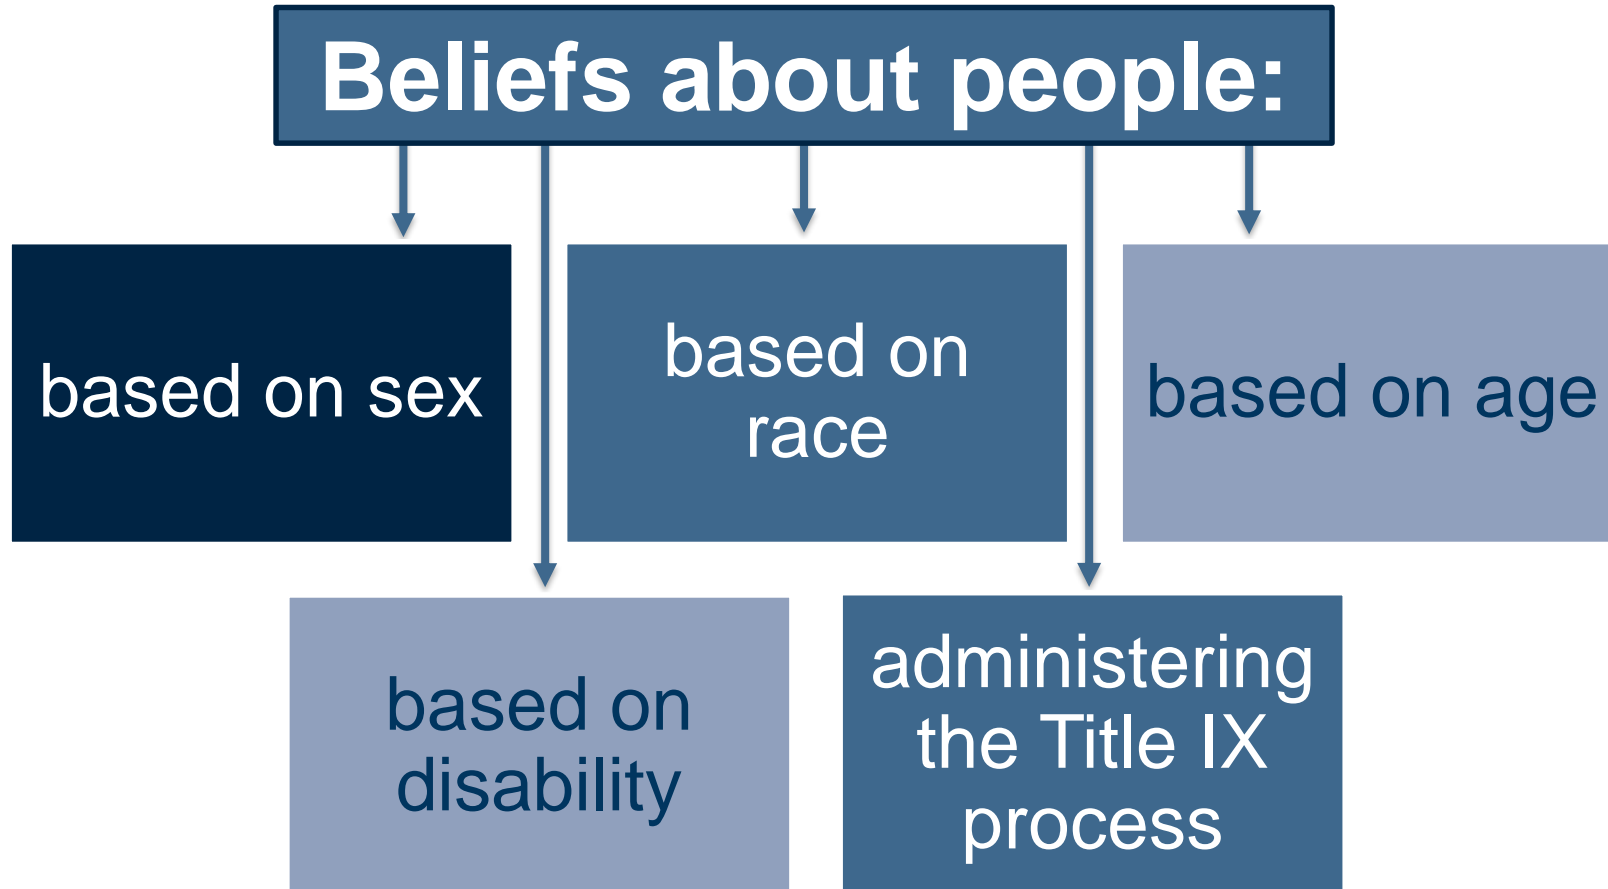 Beliefs about people:
based on sex
based on
race
based on age
based on
disability
administering
the Title IX
process